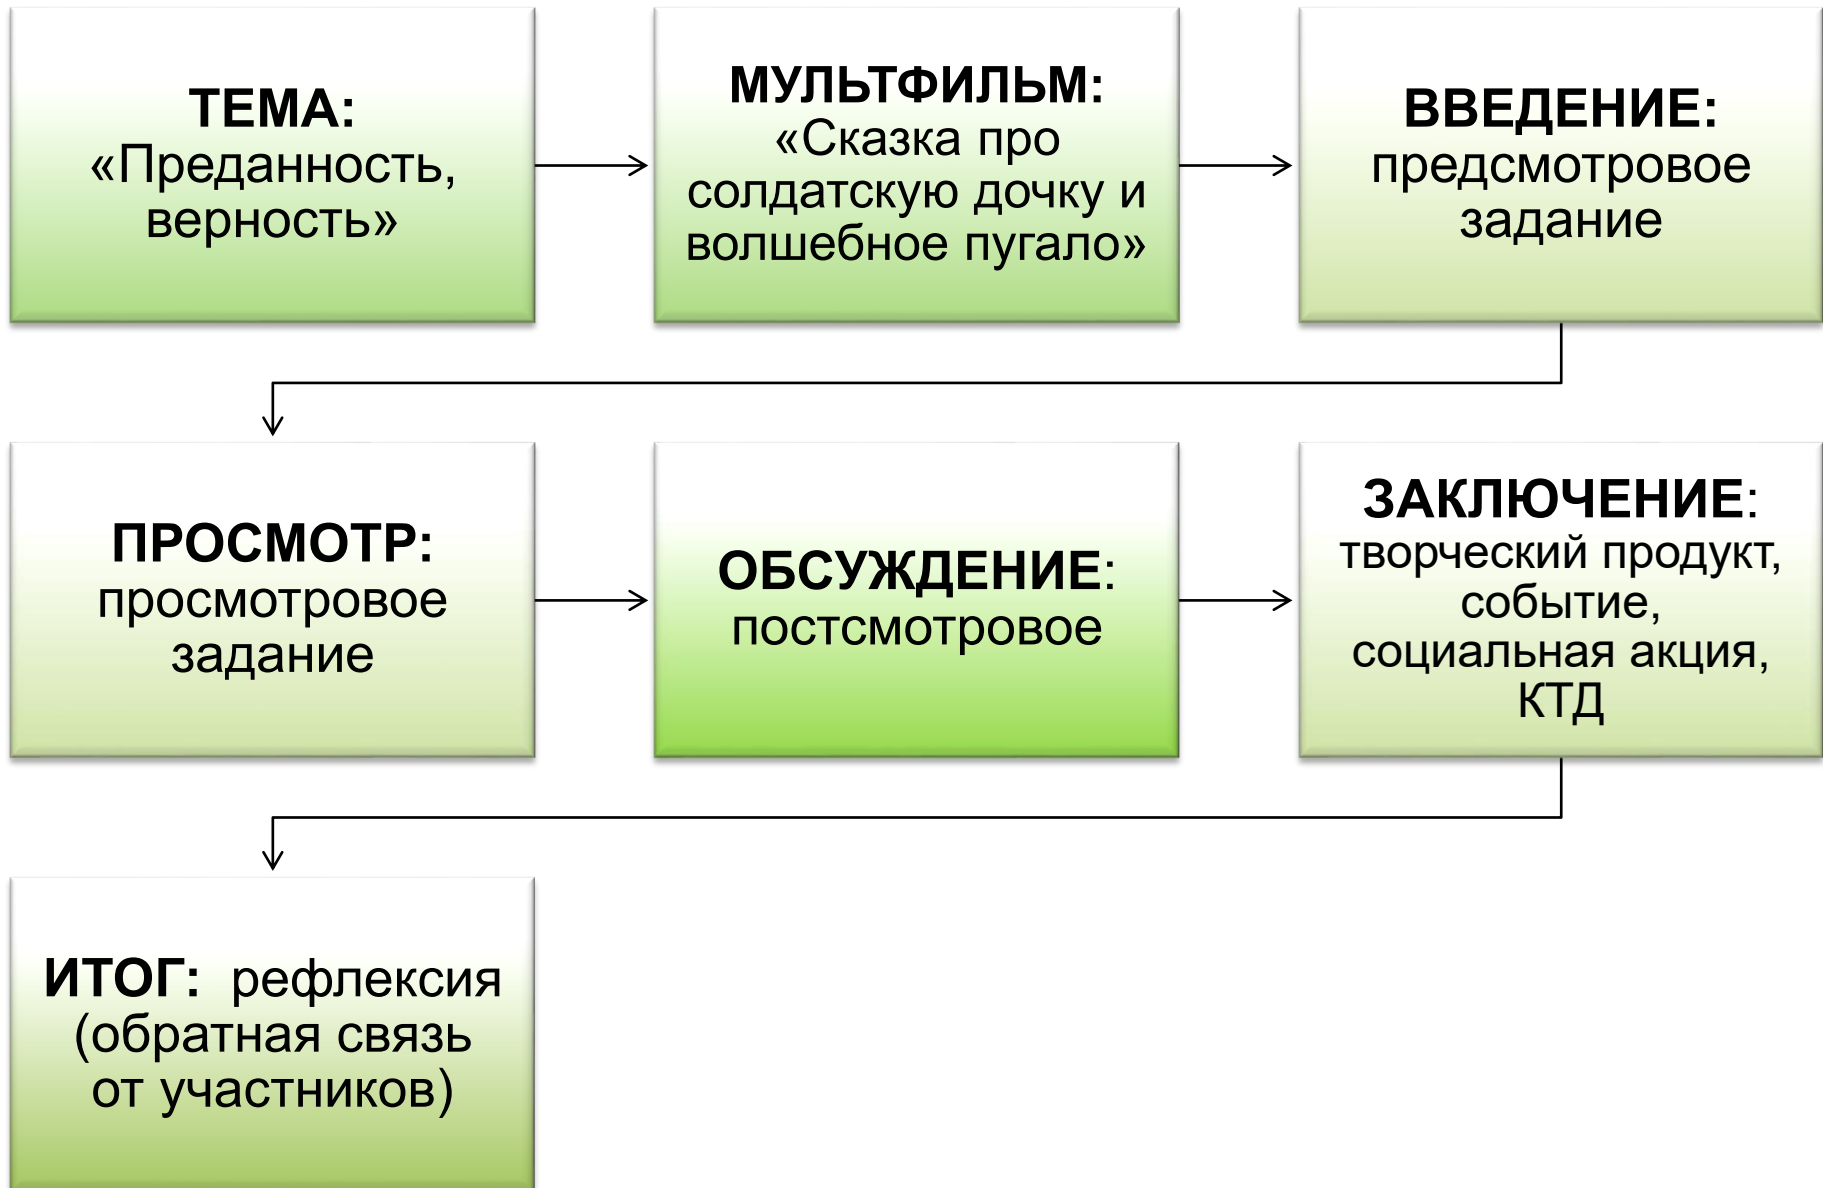 ТЕМА:
«Преданность,
верность»
МУЛЬТФИЛЬМ:
«Сказка про
солдатскую дочку и
волшебное пугало»
ВВЕДЕНИЕ:
предсмотровое
задание
ПРОСМОТР:
просмотровое
задание
ОБСУЖДЕНИЕ:
постсмотровое
ЗАКЛЮЧЕНИЕ:
творческий продукт,
событие,
социальная акция,
КТД
ИТОГ: рефлексия
(обратная связь
от участников)